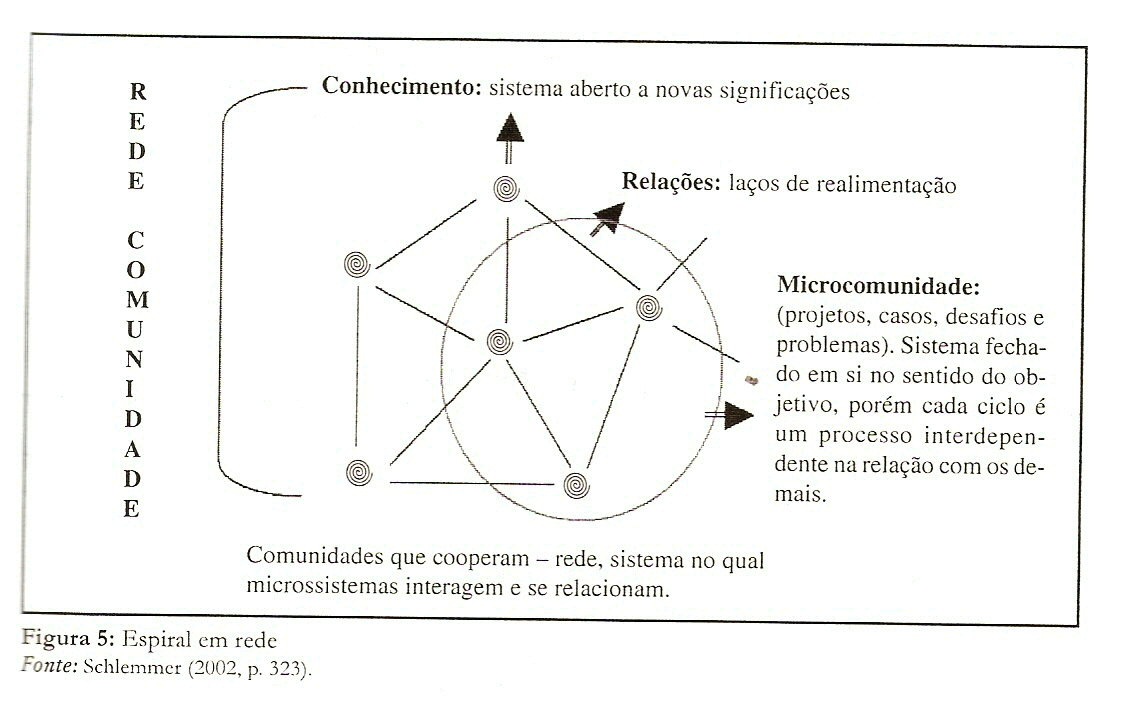 REDE COMUNIDADE
Conhecimento: sistema aberto a novas significações
Relações: laços de realimentação
Microcomunidade:
(projetos, casos, desafios e
problemas). Sistema fecha-
do em si no sentido do ob-
jetivo, porém cada ciclo é
um processo interdepen-
dente na relação com os de-
mais.
Comunidades que cooperam – rede, sistema no qual
microssistemas interagem e se relacionam.
Figura 5: Espiral em rede
Fonte: Schlemmer (2002, p. 323).